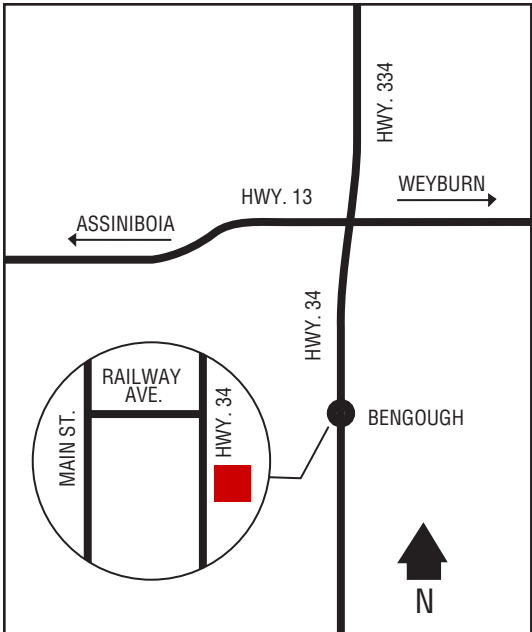 HWY. 334
WEYBURN
HWY. 13
ASSINIBOIA
HWY. 34
RAILWAY
AVE.
MAIN ST.
HWY. 34
BENGOUGH
N